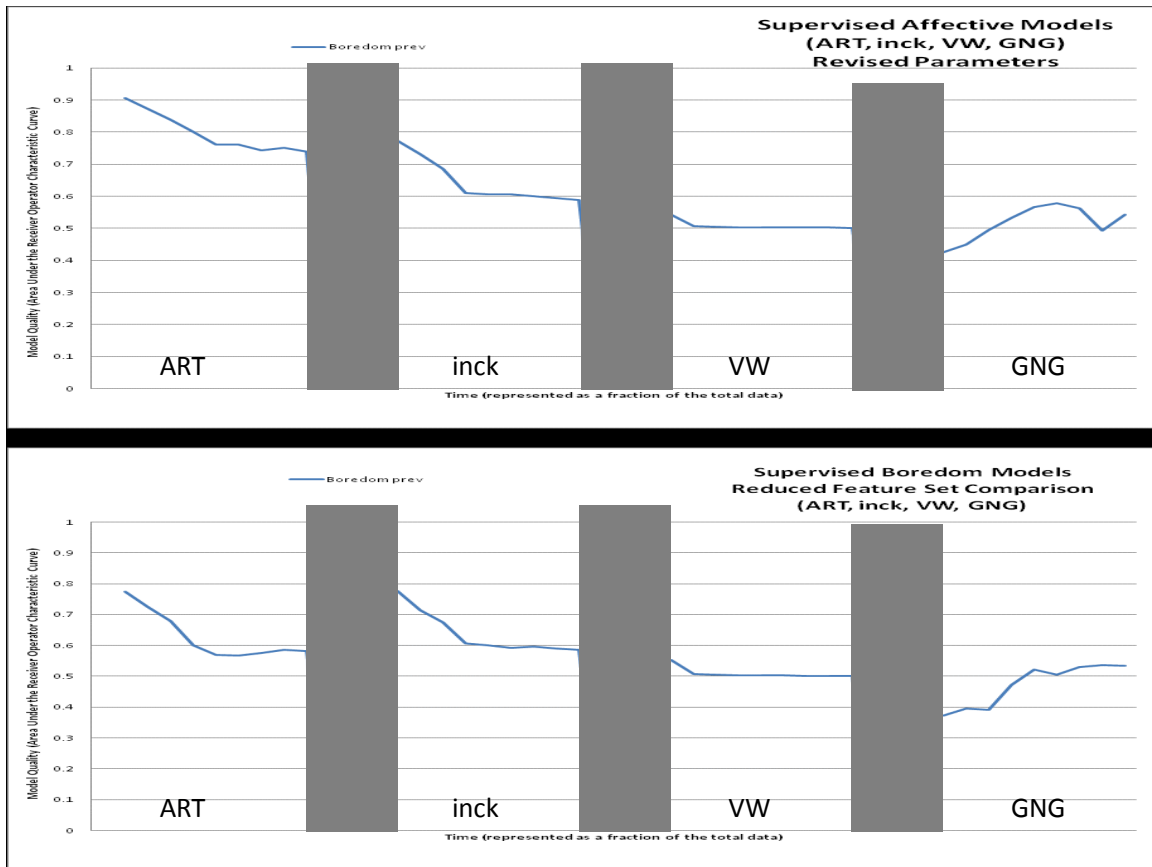 Supervised Affective Models
(ART, inck, VW, GNG)
Revised Parameters
Boredom prev
Model Quality (Area Under the Receiver Operator Characteristic Curve)
1
0.9
0.8
0.7
0.6
0.5
0.4
0.3
0.2
0.1
0
ART inck VW GNG
Time (represented as a fraction of the total data)
Supervised Boredom Models
Reduced Feature Set Comparison
(ART, inck, VW, GNG)
Boredom prev
Model Quality (Area Under the Receiver Operator Characteristic Curve)
1
0.9
0.8
0.7
0.6
0.5
0.4
0.3
0.2
0.1
0
ART inck VW GNG
Time (represented as a fraction of the total data)